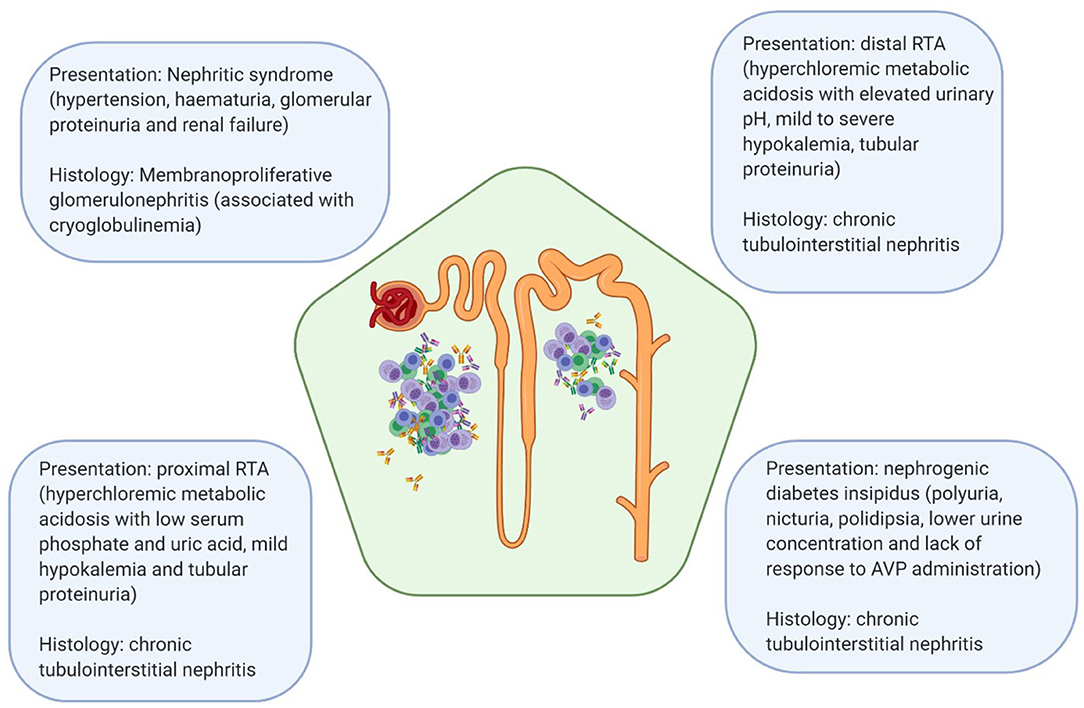 Presentation: Nephritic syndrome
(hypertension, haematuria, glomerular
proteinuria and renal failure)
Histology: Membranoproliferative
glomerulonephritis (associated with
cryoglobulinemia)
Presentation: distal RTA
(hyperchloremic metabolic
acidosis with elevated urinary
pH, mild to severe
hypokalemia, tubular
proteinuria)
Histology: chronic
tubulointerstitial nephritis
Presentation: proximal RTA
(hyperchloremic metabolic
acidosis with low serum
phosphate and uric acid, mild
hypokalemia and tubular
proteinuria)
Histology: chronic
tubulointerstitial nephritis
Presentation: nephrogenic
diabetes insipidus (polyuria,
nicturia, polidipsia, lower urine
concentration and lack of
response to AVP administration)
Histology: chronic
tubulointerstitial nephritis